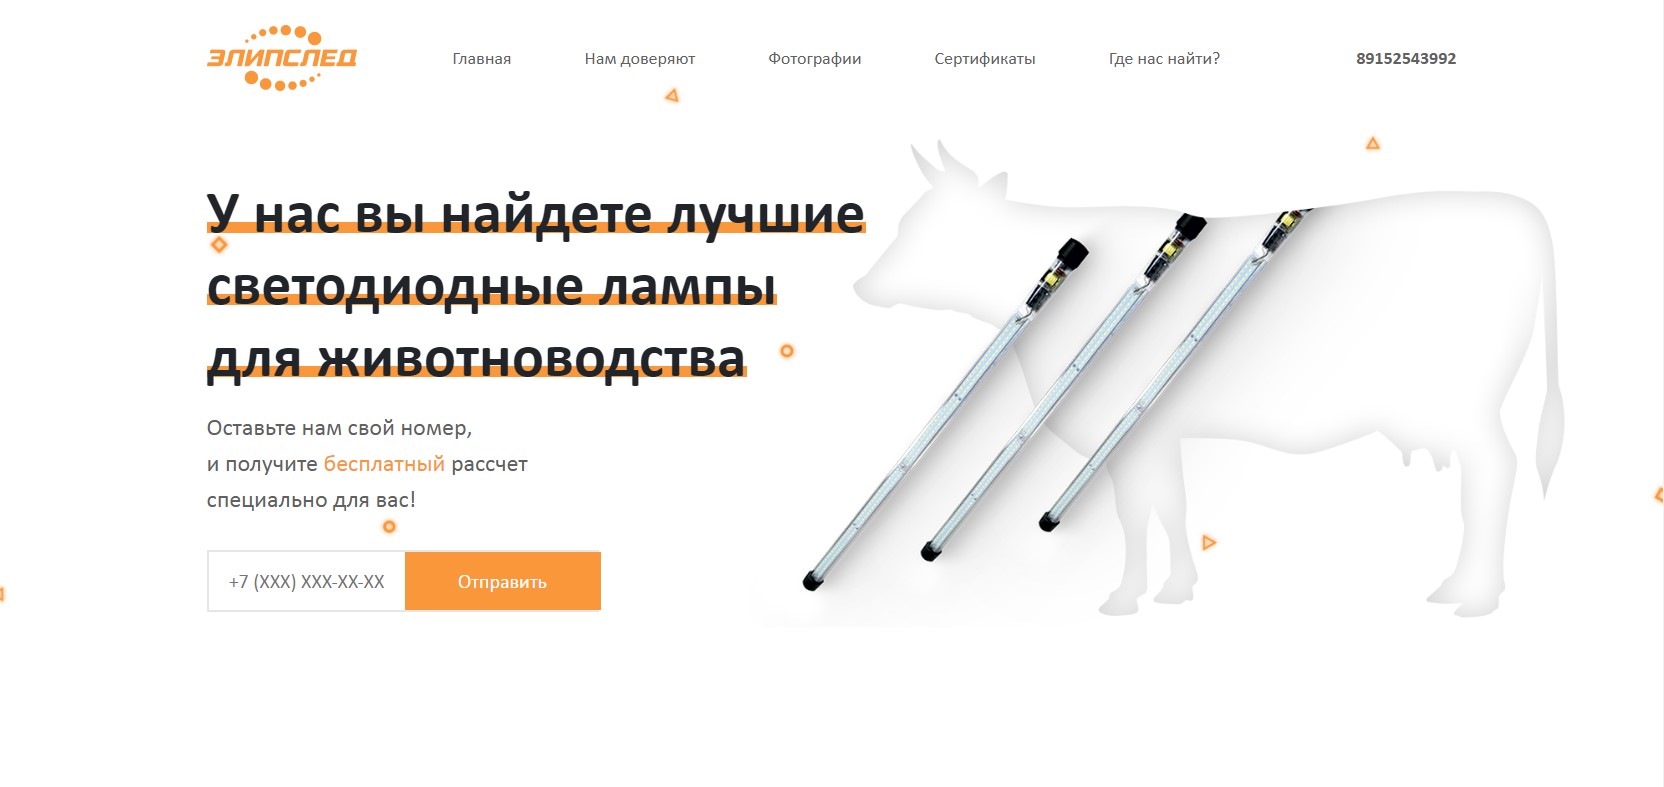 ЭЛИПСЛЕД
Главная
Нам доверяют
Фотографии
Сертификаты
Где нас найти?
89152543992
У нас вы найдете лучшие
светодиодные лампы
для животноводства
Оставьте нам свой номер,
и получите бесплатный рассчет
специально для вас!
+7 (XXX) XXX-XX-XX
Отправить